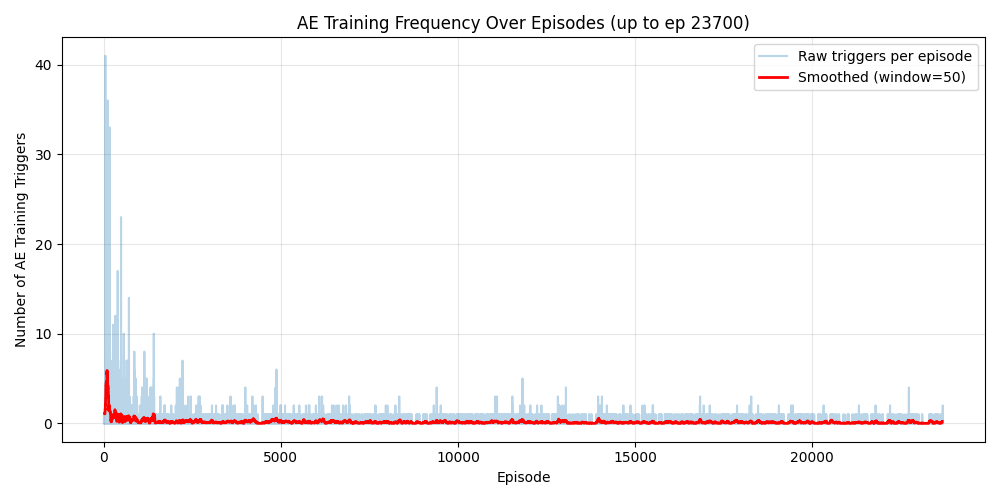 AE Training Frequency Over Episodes (up to ep 23700)
Raw triggers per episode
Smoothed (window=50)
Number of AE Training Triggers
40
30
20
10
0
0 5000 10000 15000 20000
Episode